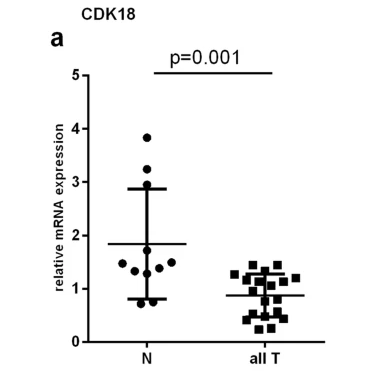 CDK18
a
p=0.001
5
4
3
2
1
0
relative mRNA expression
N
all T